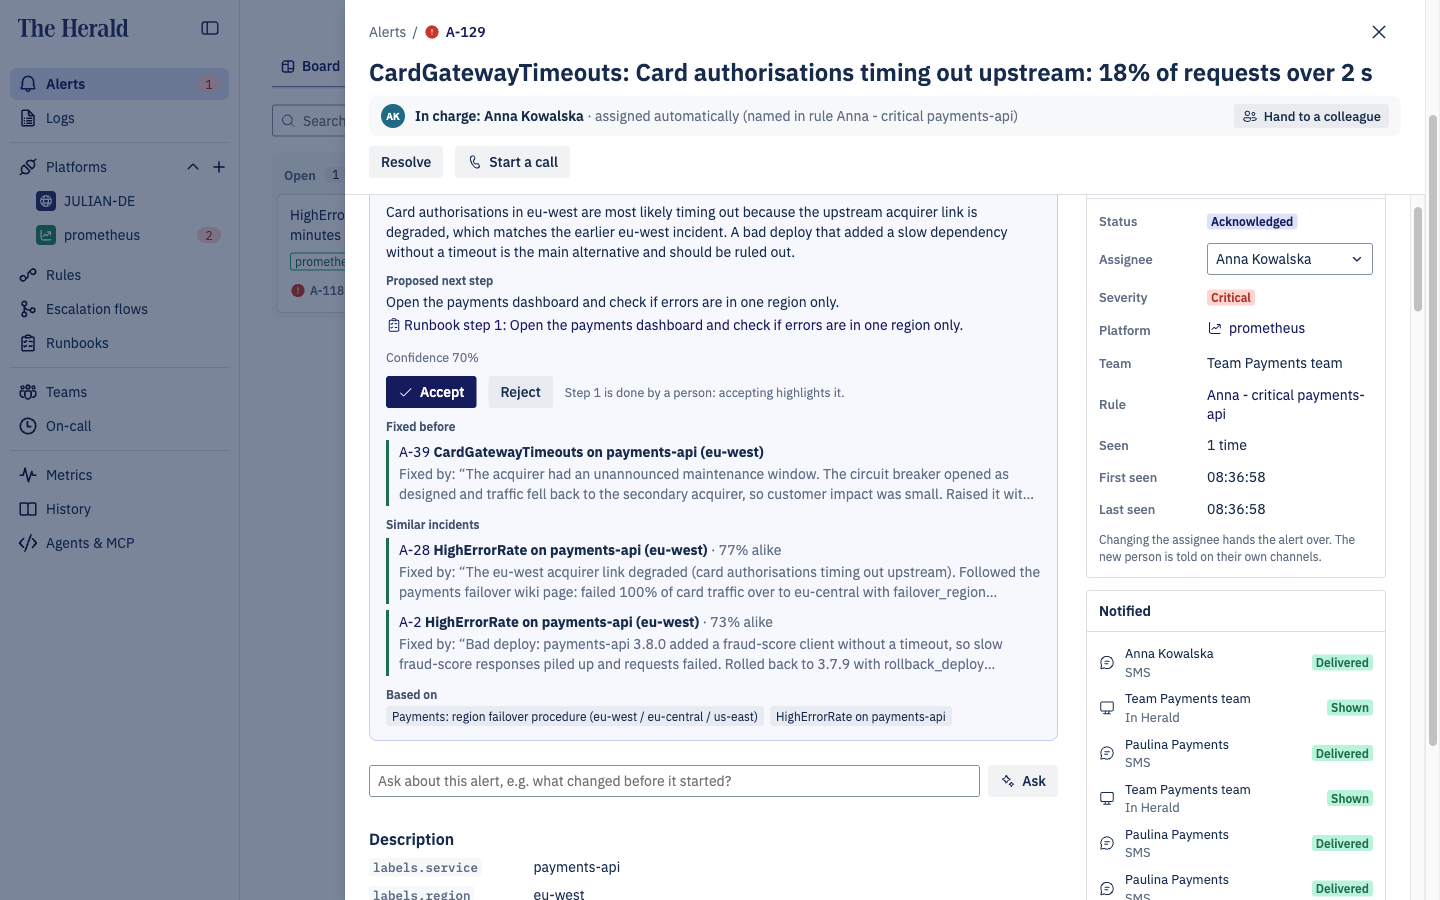 The Herald
Alerts
1
Logs
Platforms
JULIAN-DE
prometheus
2
Rules
Escalation flows
Runbooks
Teams
On-call
Metrics
History
Agents & MCP
Board
Search
Open 1
HighErro
minutes
promethe
A-118
Alerts / A-129
CardGatewayTimeouts: Card authorisations timing out upstream: 18% of requests over 2 s
AK In charge: Anna Kowalska · assigned automatically (named in rule Anna - critical payments-api)
Hand to a colleague
Resolve
Start a call
Card authorisations in eu-west are most likely timing out because the upstream acquirer link is
degraded, which matches the earlier eu-west incident. A bad deploy that added a slow dependency
without a timeout is the main alternative and should be ruled out.
Proposed next step
Open the payments dashboard and check if errors are in one region only.
Runbook step 1: Open the payments dashboard and check if errors are in one region only.
Confidence 70%
Accept
Reject
Step 1 is done by a person: accepting highlights it.
Fixed before
A-39 CardGatewayTimeouts on payments-api (eu-west)
Fixed by: “The acquirer had an unannounced maintenance window. The circuit breaker opened as
designed and traffic fell back to the secondary acquirer, so customer impact was small. Raised it wit...
Similar incidents
A-28 HighErrorRate on payments-api (eu-west) · 77% alike
Fixed by: “The eu-west acquirer link degraded (card authorisations timing out upstream). Followed the
payments failover wiki page: failed 100% of card traffic over to eu-central with failover_region...
A-2 HighErrorRate on payments-api (eu-west) · 73% alike
Fixed by: “Bad deploy: payments-api 3.8.0 added a fraud-score client without a timeout, so slow
fraud-score responses piled up and requests failed. Rolled back to 3.7.9 with rollback_deploy...
Based on
Payments: region failover procedure (eu-west / eu-central / us-east)
HighErrorRate on payments-api
Ask about this alert, e.g. what changed before it started?
Ask
Description
labels.service payments-api
labels.region eu-west
Status Acknowledged
Assignee Anna Kowalska
Severity Critical
Platform prometheus
Team Team Payments team
Rule Anna - critical payments-
api
Seen 1 time
First seen 08:36:58
Last seen 08:36:58
Changing the assignee hands the alert over. The
new person is told on their own channels.
Notified
Anna Kowalska
SMS
Delivered
Team Payments team
In Herald
Shown
Paulina Payments
SMS
Delivered
Team Payments team
In Herald
Shown
Paulina Payments
SMS
Delivered
Paulina Payments
SMS
Delivered